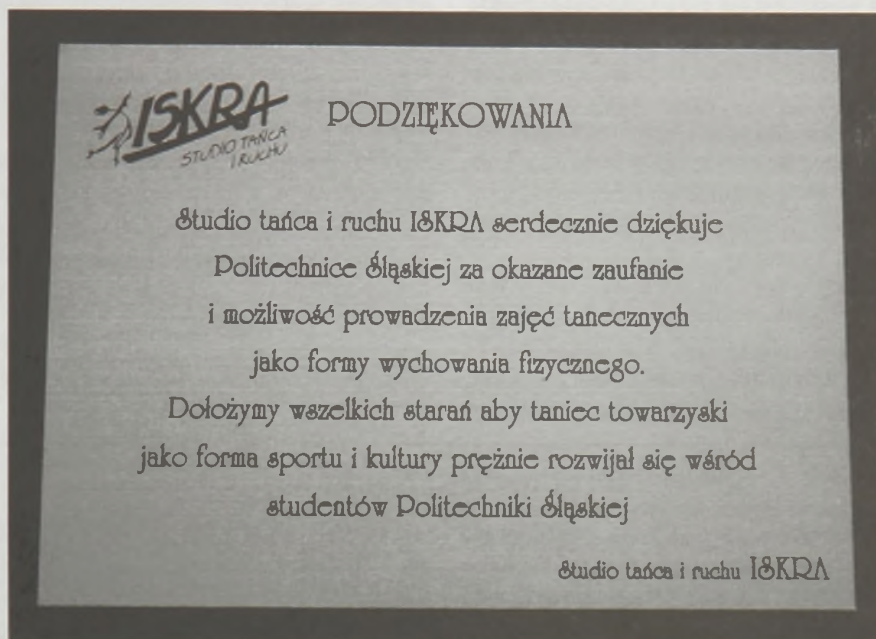 ISKRA
STUDIO TAŃCA
I RUCHU
PODZIĘKOWANIA
Studio tańca i ruchu ISKRA serdecznie dziękuje
Politechnice Śląskiej za okazane zaufanie
i możliwość prowadzenia zajęć tanecznych
jako formy wychowania fizycznego.
Dołożymy wszelkich starań aby taniec towarzyski
jako forma sportu i kultury prężnie rozwijał się wśród
studentów Politechniki Śląskiej
Studio tańca i ruchu ISKRA